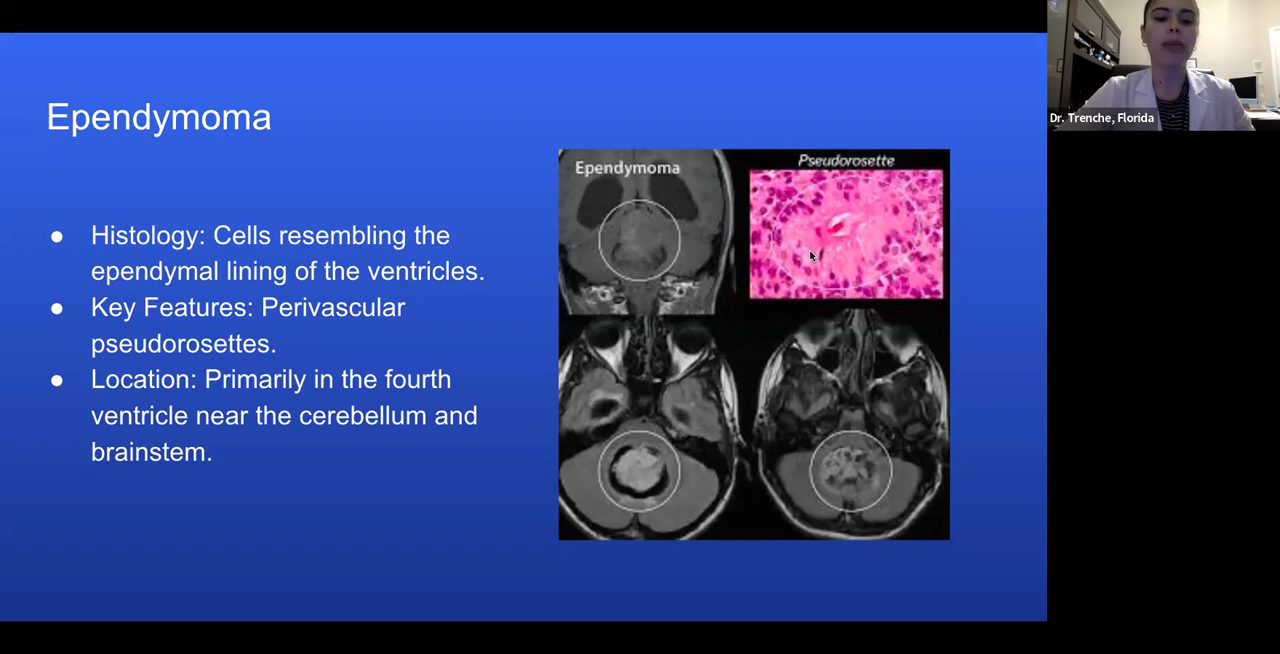 Ependymoma
● Histology: Cells resembling the
ependymal lining of the ventricles.
● Key Features: Perivascular
pseudorosettes.
● Location: Primarily in the fourth
ventricle near the cerebellum and
brainstem.
Ependymoma
Pseudorosette
Dr. Trenche, Florida